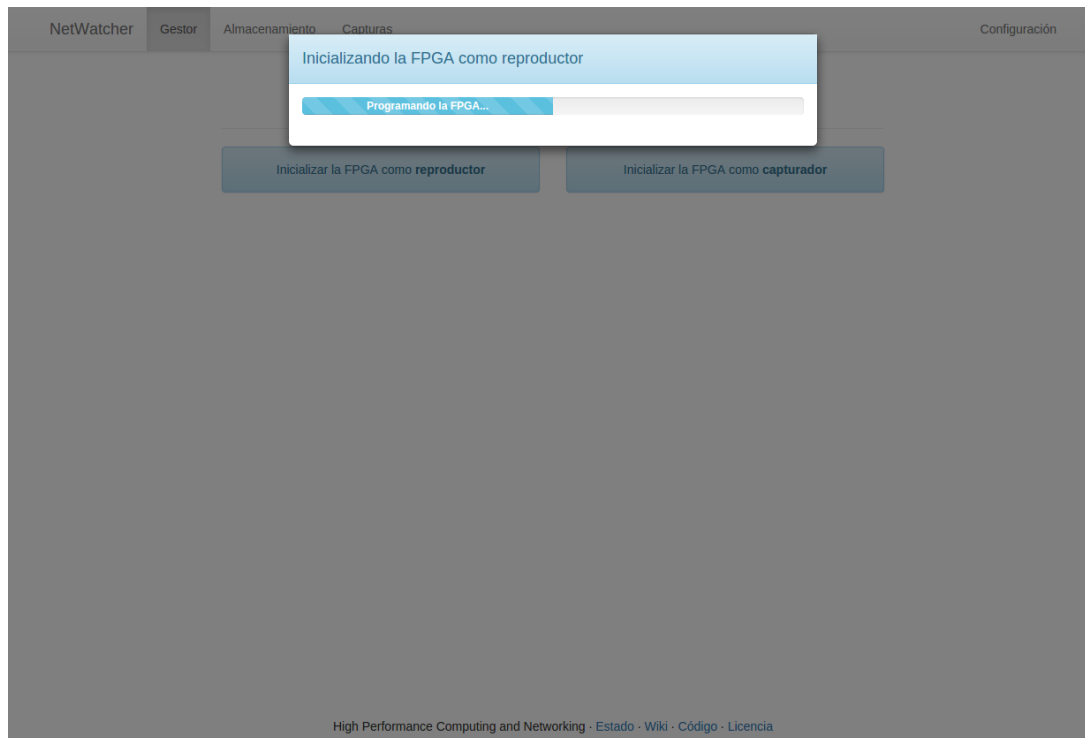 NetWatcher Gestor Almacenamiento Capturas Configuración
Inicializando la FPGA como reproductor
Programando la FPGA...
Inicializar la FPGA como reproductor Inicializar la FPGA como capturador
High Performance Computing and Networking · Estado · Wiki · Código · Licencia